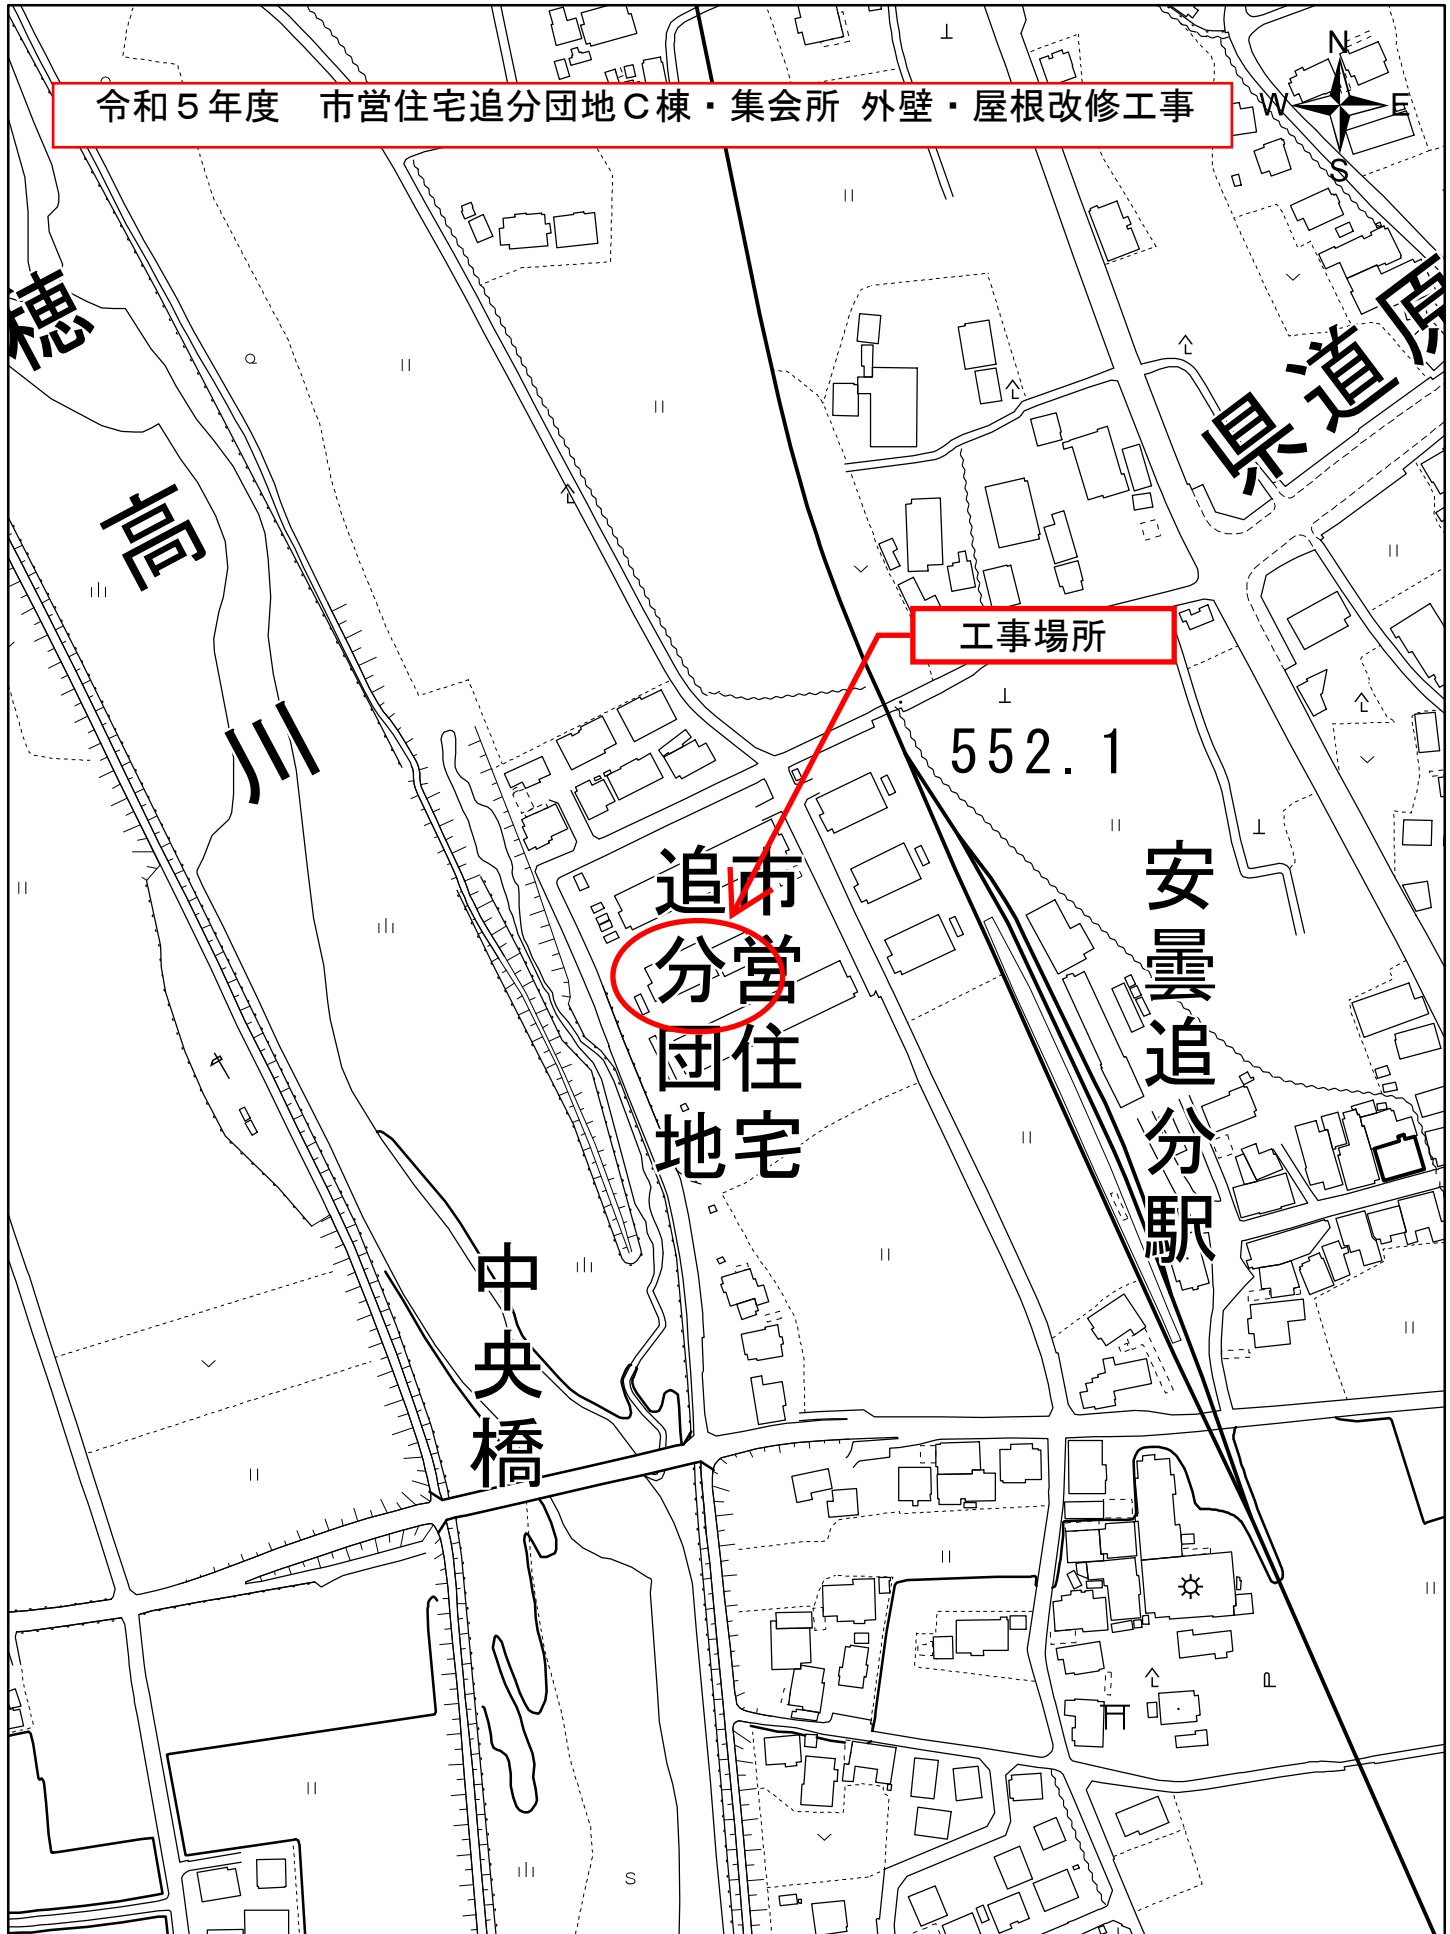 令和５年度　市営住宅追分団地Ｃ棟・集会所 外壁・屋根改修工事
N
W
E
S
穂高川
県道原
工事場所
552.1
市営住宅
追分団地
安曇追分駅
中央橋